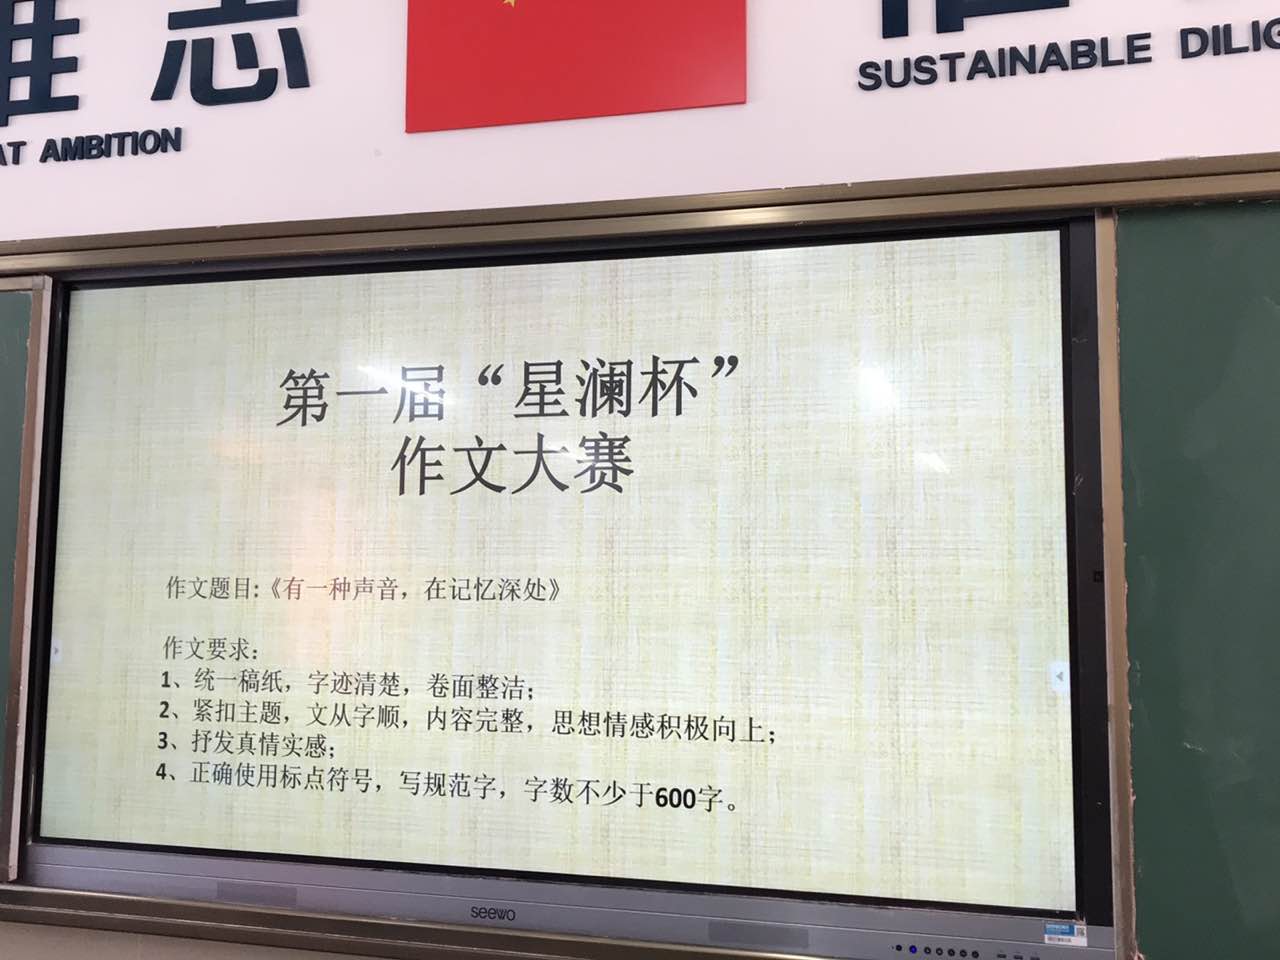 志
AT AMBITION
SUSTAINABLE DILIG
第一届“星澜杯”
作文大赛
作文题目:《有一种声音，在记忆深处》
作文要求：
1、统一稿纸，字迹清楚，卷面整洁；
2、紧扣主题，文从字顺，内容完整，思想情感积极向上；
3、抒发真情实感；
4、正确使用标点符号，写规范字，字数不少于600字。
seewo